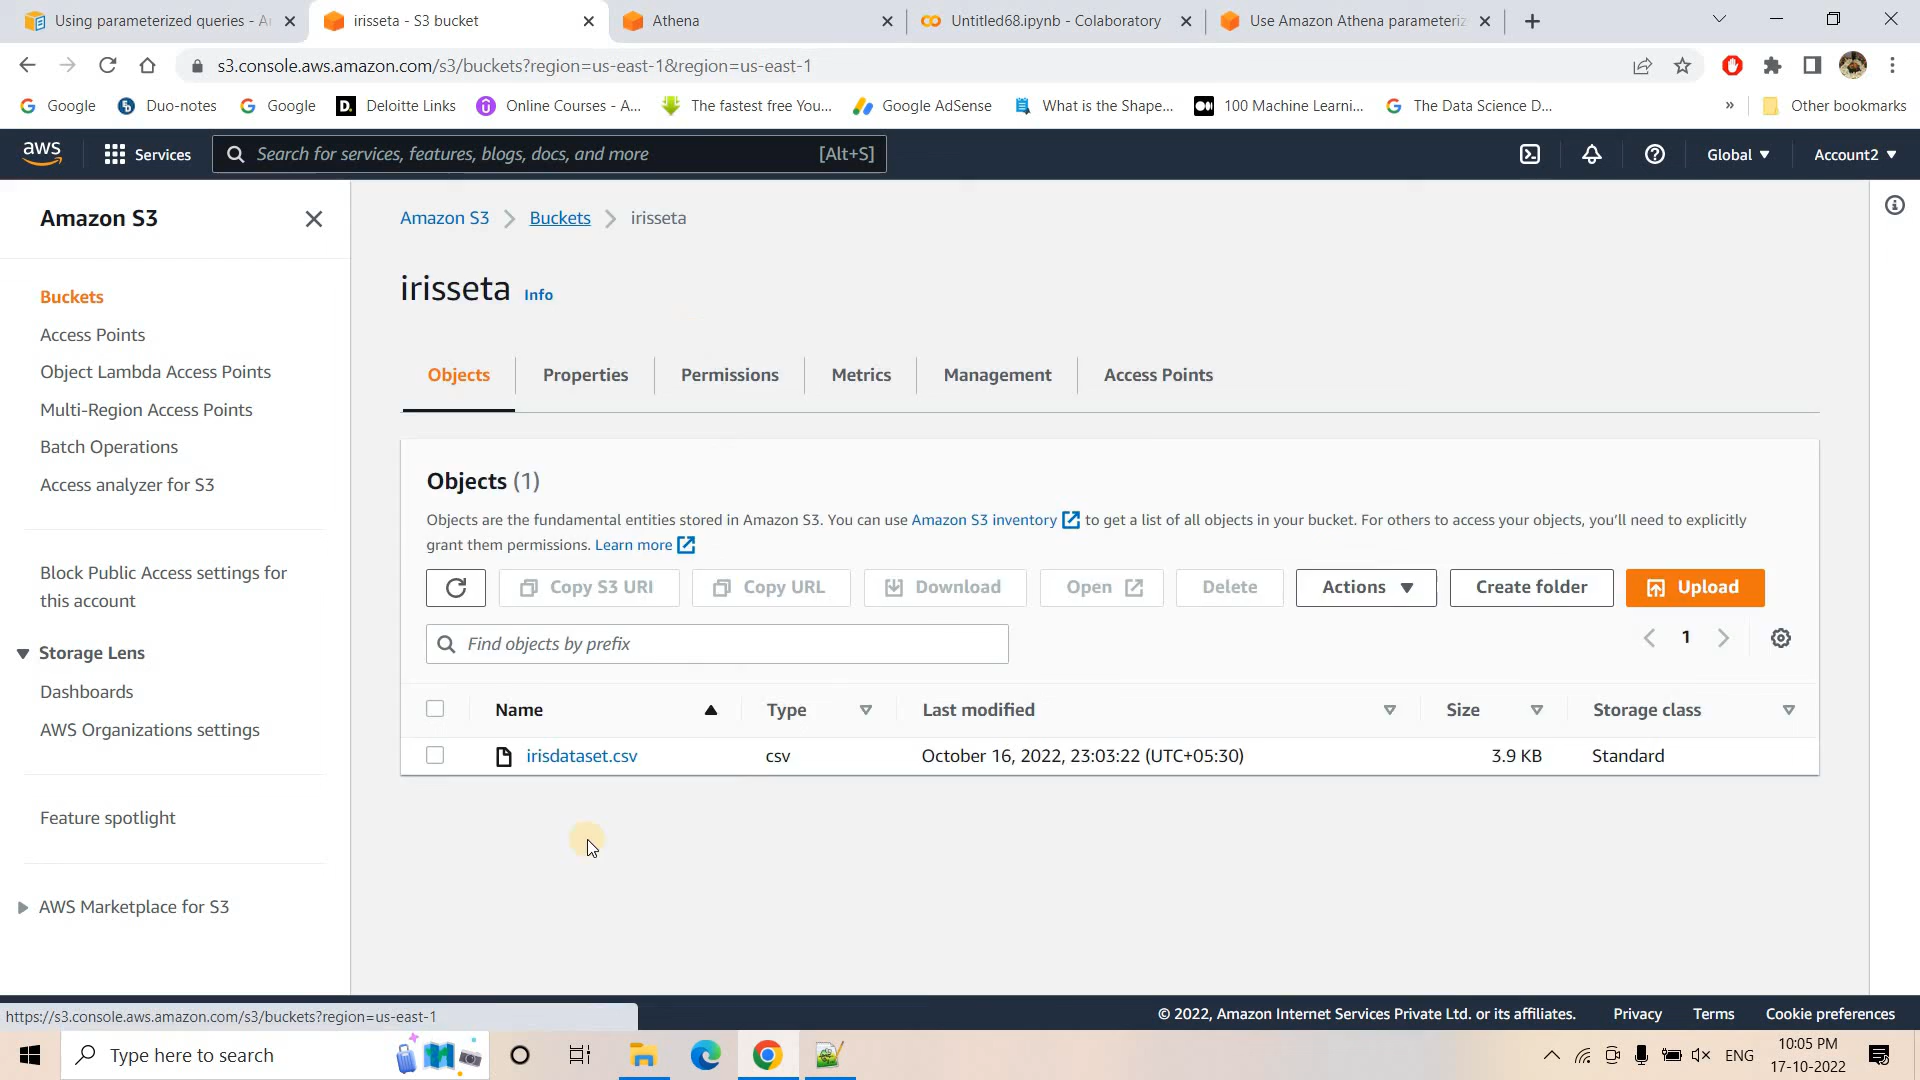 Using parameterized queries - A
irisseta - S3 bucket
Athena
Untitled68.ipynb - Colaboratory
Use Amazon Athena parameteriz
s3.console.aws.amazon.com/s3/buckets?region=us-east-1&region=us-east-1
Google
Duo-notes
Google
Deloitte Links
Online Courses - A...
The fastest free You...
Google AdSense
What is the Shape...
100 Machine Learni...
The Data Science D...
»
Other bookmarks
aws
Services
Search for services, features, blogs, docs, and more
[Alt+S]
Global
Account2
Amazon S3
Buckets
Access Points
Object Lambda Access Points
Multi-Region Access Points
Batch Operations
Access analyzer for S3
Block Public Access settings for
this account
Storage Lens
Dashboards
AWS Organizations settings
Feature spotlight
AWS Marketplace for S3
Amazon S3
Buckets
irisseta
irisseta
Info
Objects
Properties
Permissions
Metrics
Management
Access Points
Objects (1)
Objects are the fundamental entities stored in Amazon S3. You can use Amazon S3 inventory to get a list of all objects in your bucket. For others to access your objects, you'll need to explicitly
grant them permissions. Learn more
Copy S3 URI
Copy URL
Download
Open
Delete
Actions
Create folder
Upload
Find objects by prefix
1
Name
Type
Last modified
Size
Storage class
irisdataset.csv
csv
October 16, 2022, 23:03:22 (UTC+05:30)
3.9 KB
Standard
https://s3.console.aws.amazon.com/s3/buckets?region=us-east-1
© 2022, Amazon Internet Services Private Ltd. or its affiliates.
Privacy
Terms
Cookie preferences
Type here to search
ENG
10:05 PM
17-10-2022